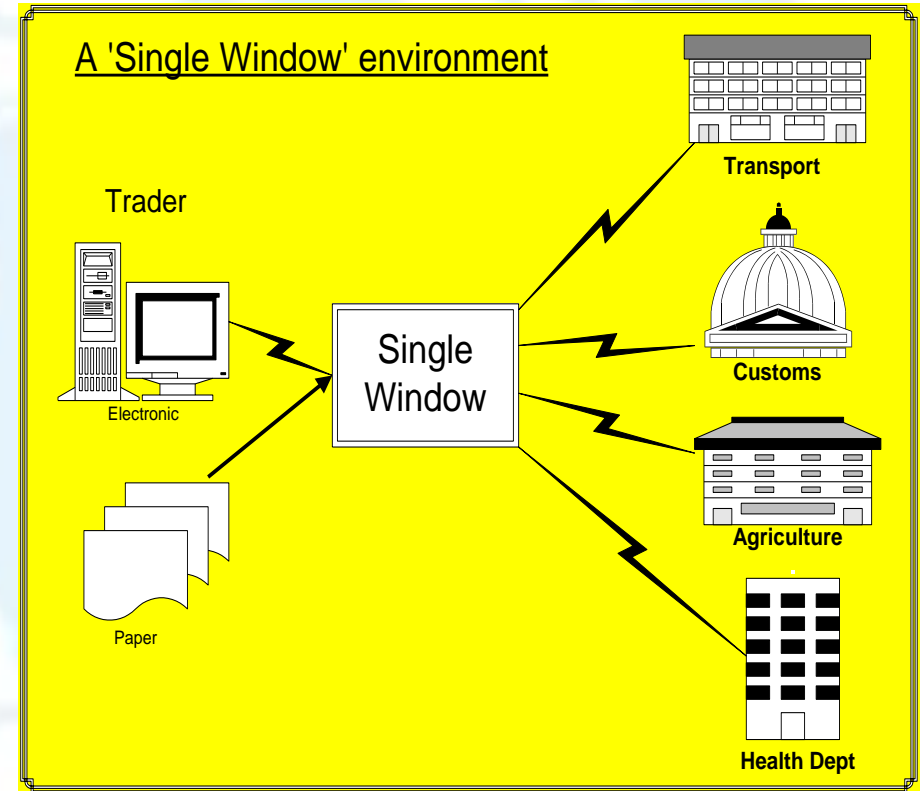 A 'Single Window' environment
Transport
Trader
Single
Window
Customs
Electronic
Agriculture
Paper
Health Dept